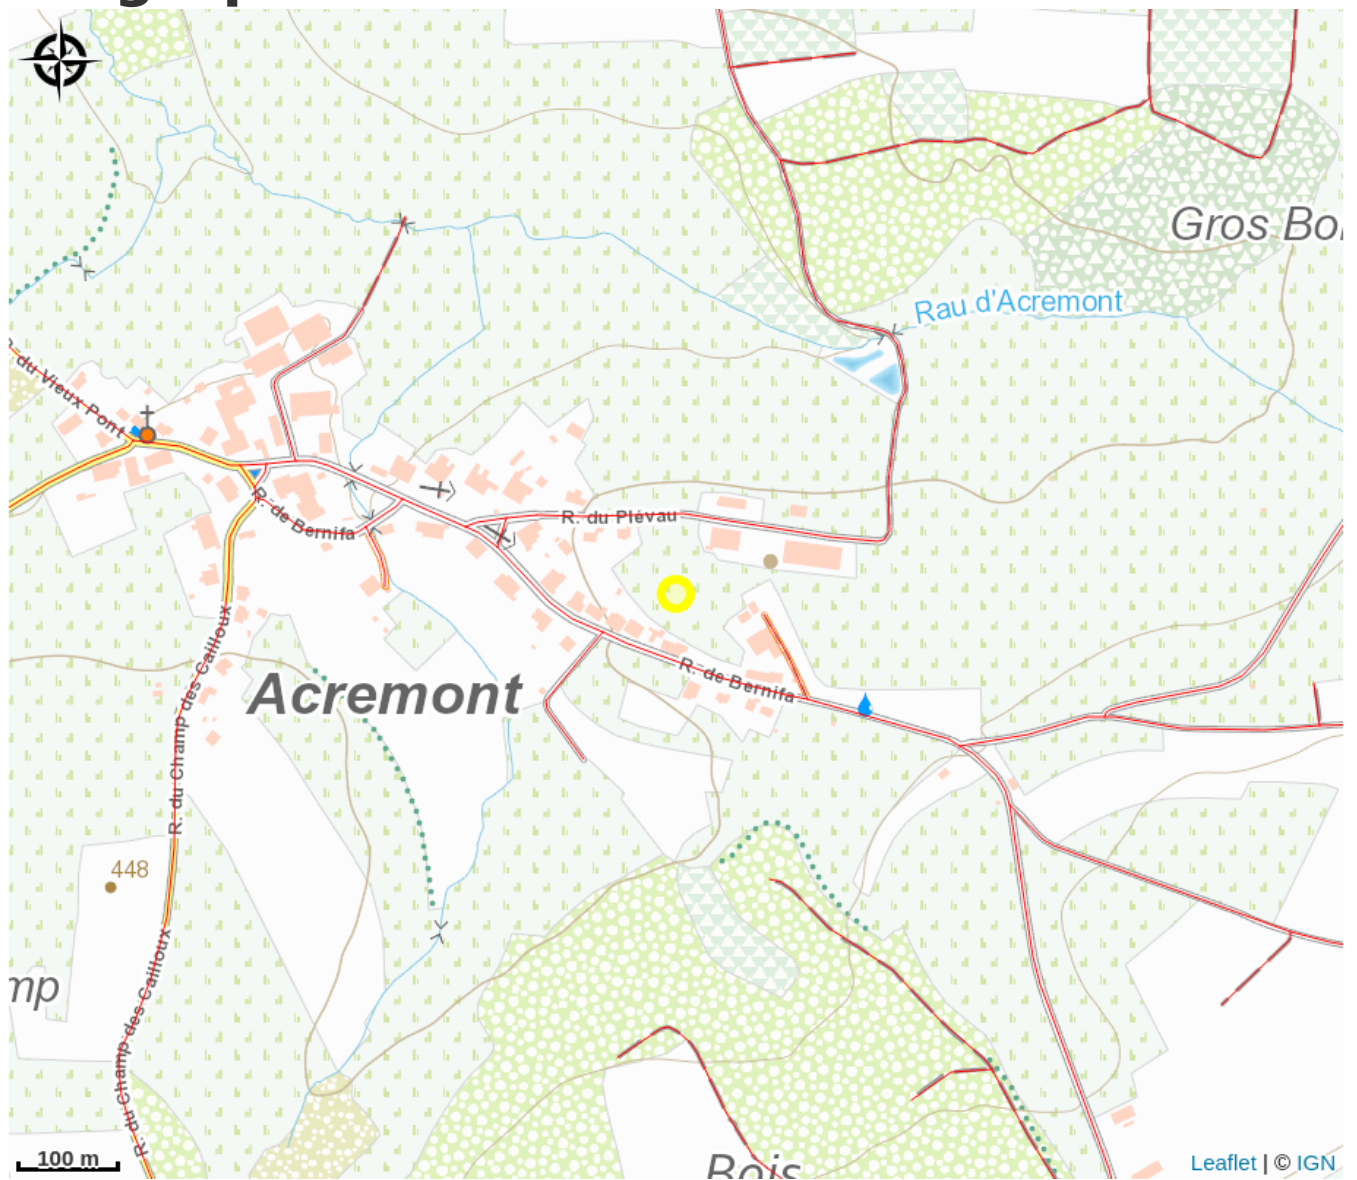 Gros Boi
Rau d'Acremont
R. du Vieux Pont
R. de Bernifa
R. du Plévau
R. du Champ des Cailloux
Acremont
R. de Bernifa
448
mp
R. du Champ des Cailloux
Bois
100 m
Leaflet | © IGN